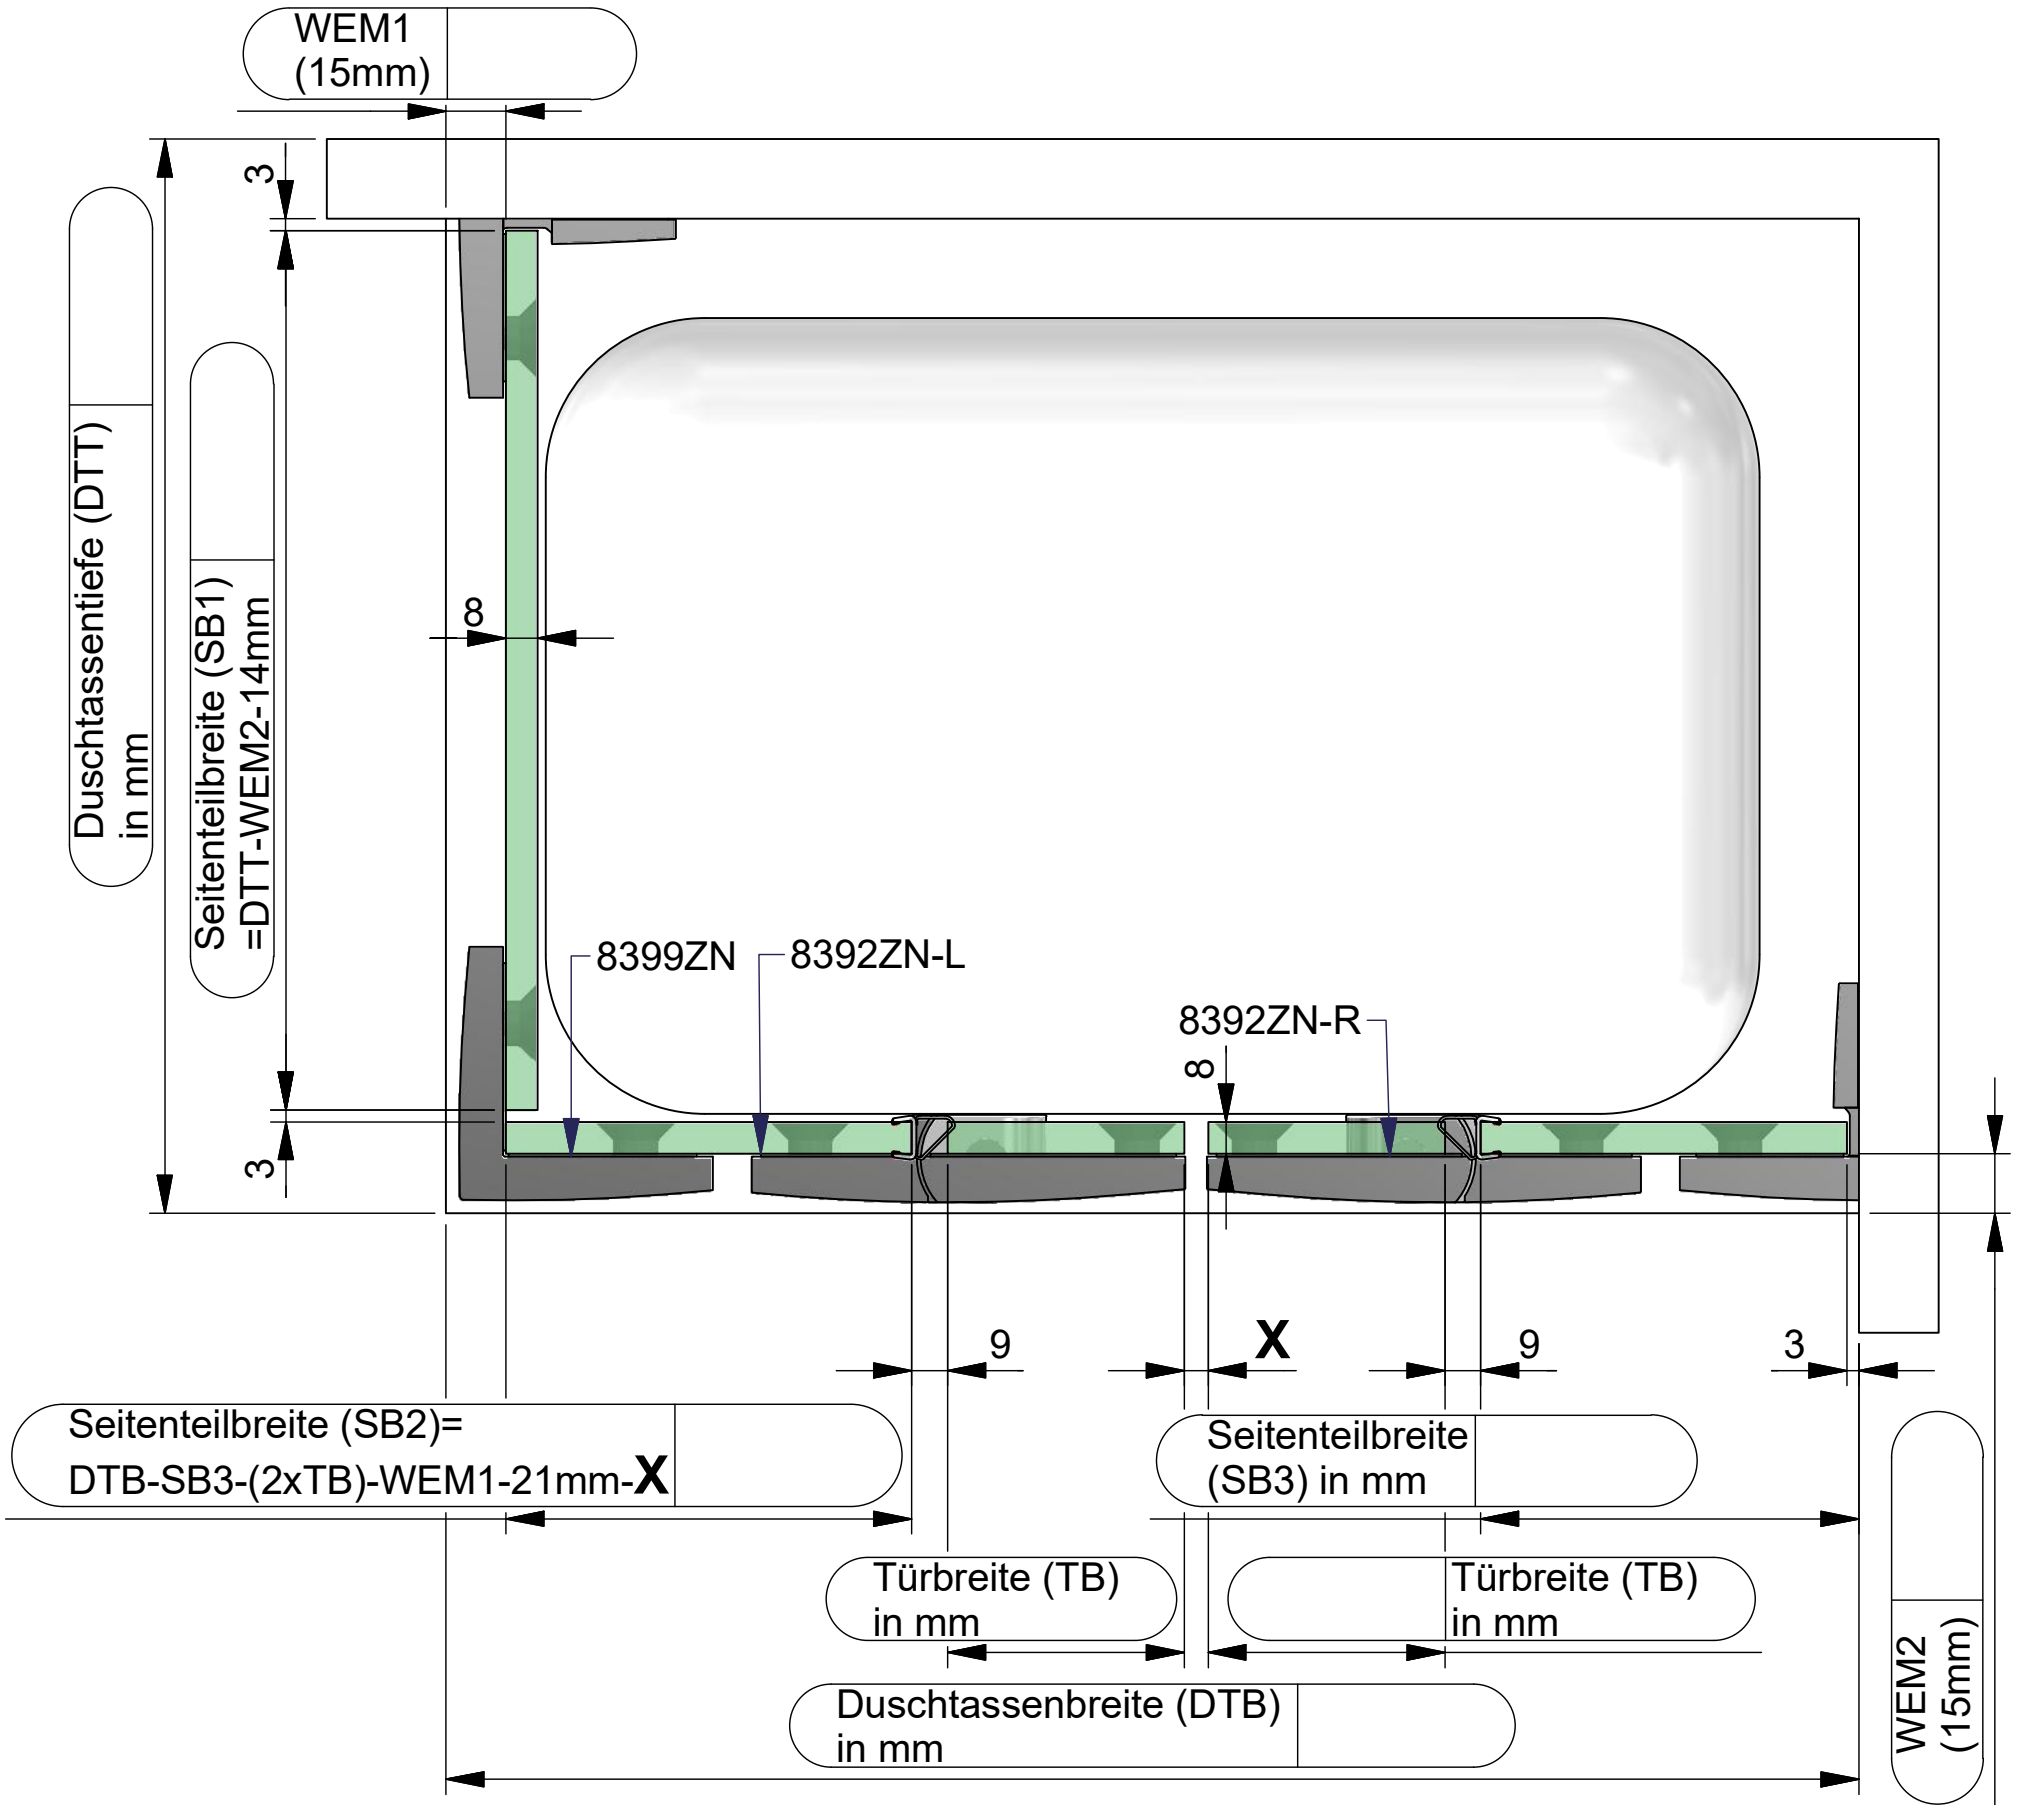 WEM1
(15mm)
3
Duschtassentiefe (DTT)
in mm
Seitenteilbreite (SB1)
=DTT-WEM2-14mm
8
8399ZN
8392ZN-L
8392ZN-R
8
3
9
X
9
3
Seitenteilbreite (SB2)=
DTB-SB3-(2xTB)-WEM1-21mm-X
Seitenteilbreite
(SB3) in mm
Türbreite (TB)
in mm
Türbreite (TB)
in mm
WEM2
(15mm)
Duschtassenbreite (DTB)
in mm